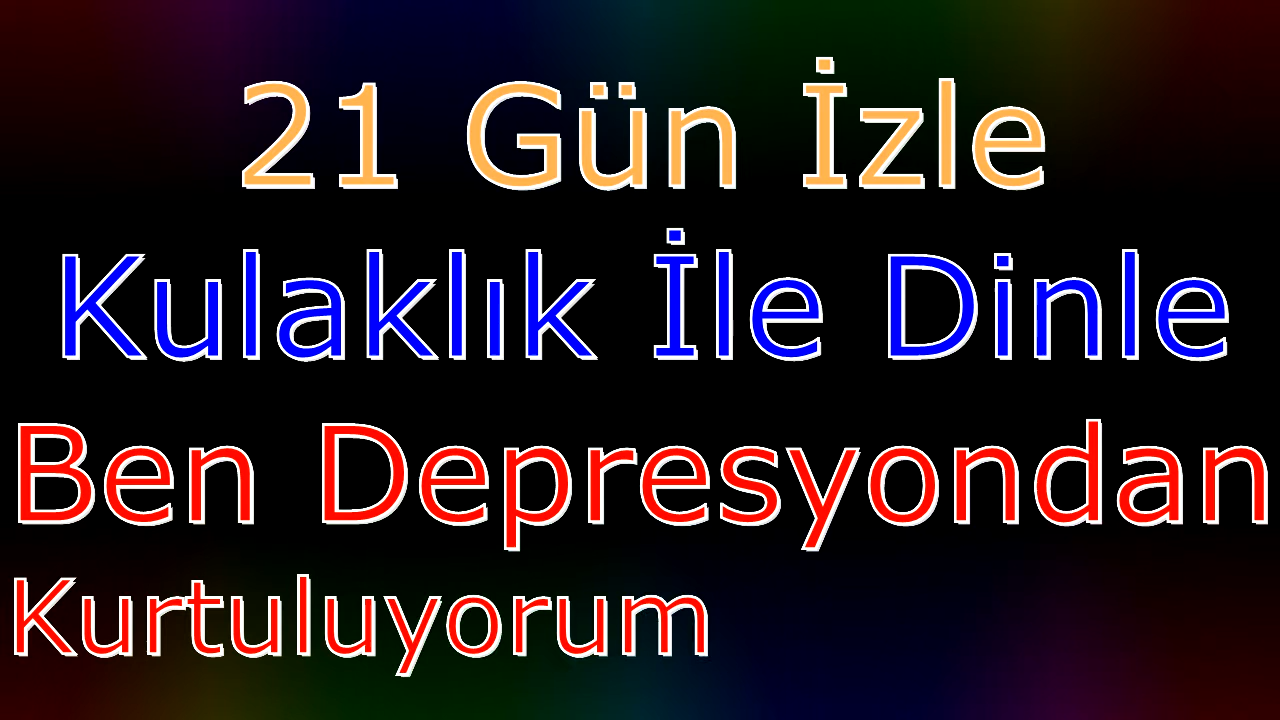 21 Gün İzle
Kulaklık İle Dinle
Ben Depresyondan
Kurtuluyorum